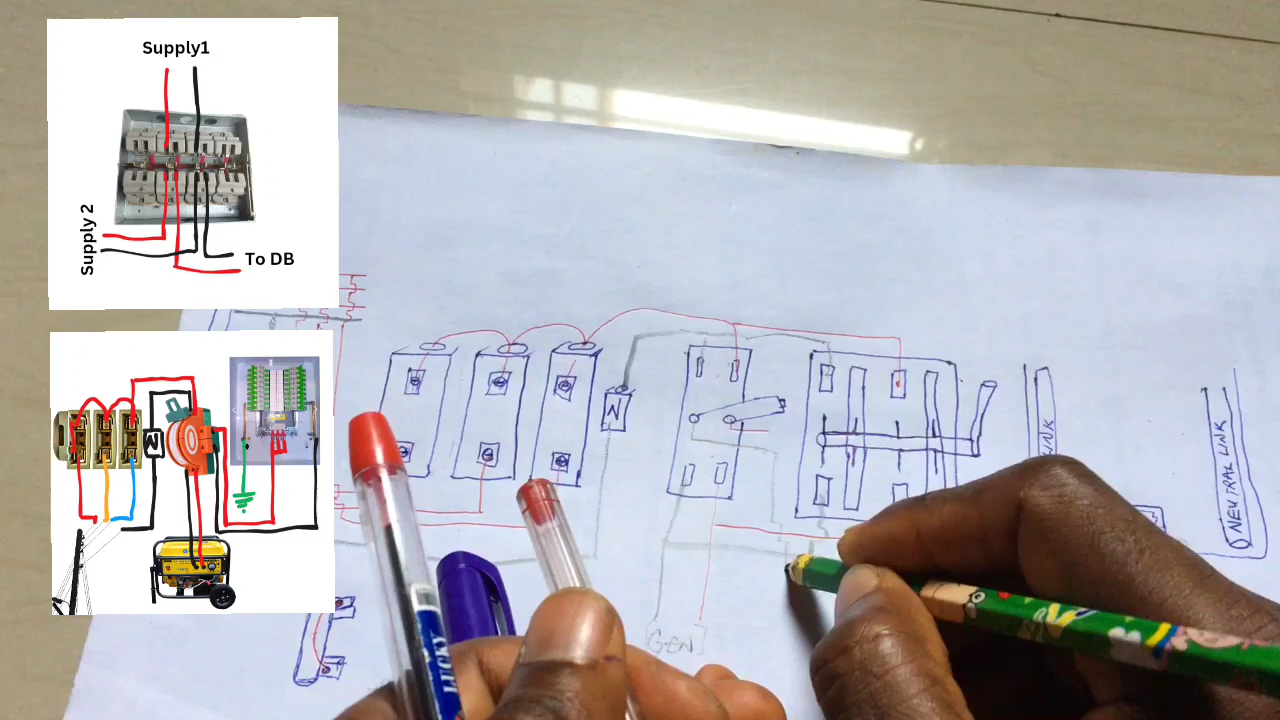 Supply1
Supply 2
To DB
N
N
GEN
LUCKY
LINK
NEUTRAL LINK